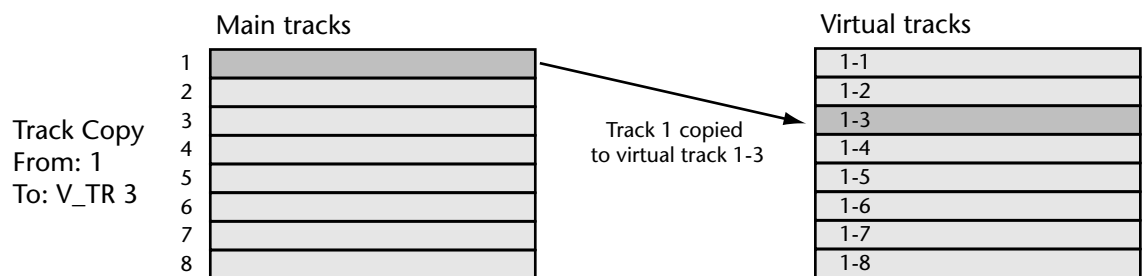 Main tracks
Virtual tracks
1
2
3
4
5
6
7
8
Track Copy
From: 1
To: V_TR 3
Track 1 copied
to virtual track 1-3
1-1
1-2
1-3
1-4
1-5
1-6
1-7
1-8